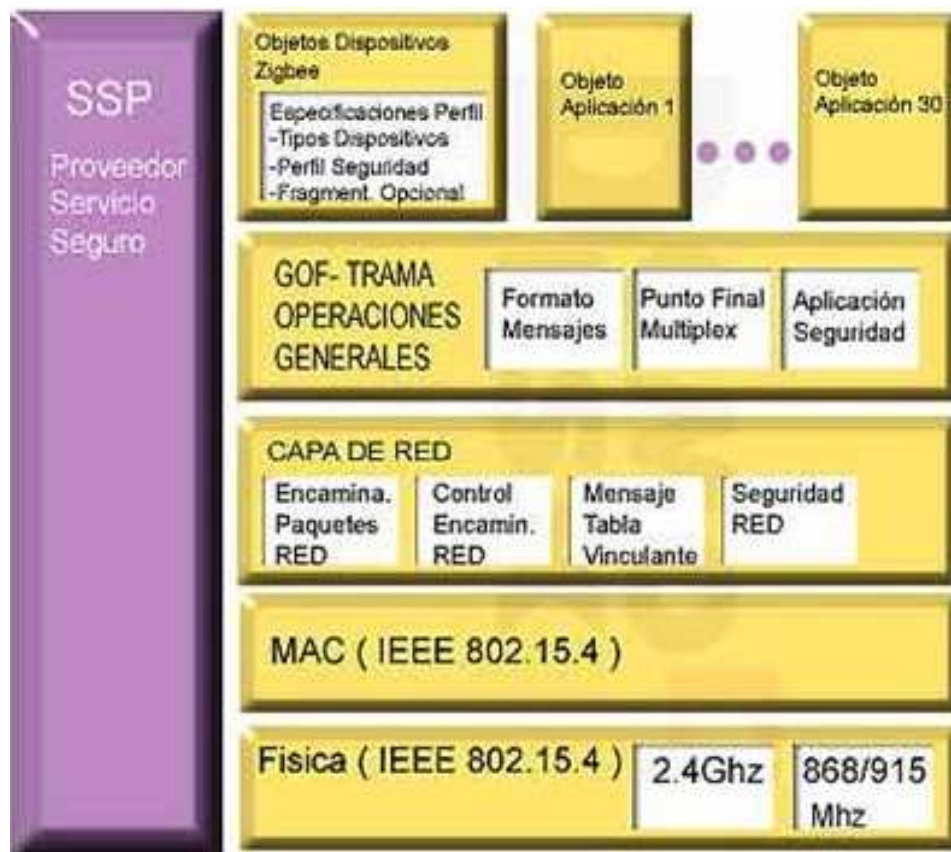 SSP
Proveedor
Servicio
Seguro
Objetos Dispositivos
Zigbee
Especificaciones Perfil
-Tipos Dispositivos
-Perfil Seguridad
-Fragment. Opcional
Objeto
Aplicación 1
Objeto
Aplicación 30
GOF- TRAMA
OPERACIONES
GENERALES
Formato
Mensajes
Punto Final
Multiplex
Aplicación
Seguridad
CAPA DE RED
Encamina.
Paquetes
RED
Control
Encamin.
RED
Mensaje
Tabla
Vinculante
Seguridad
RED
MAC ( IEEE 802.15.4 )
Fisica ( IEEE 802.15.4 )
2.4Ghz
868/915
Mhz